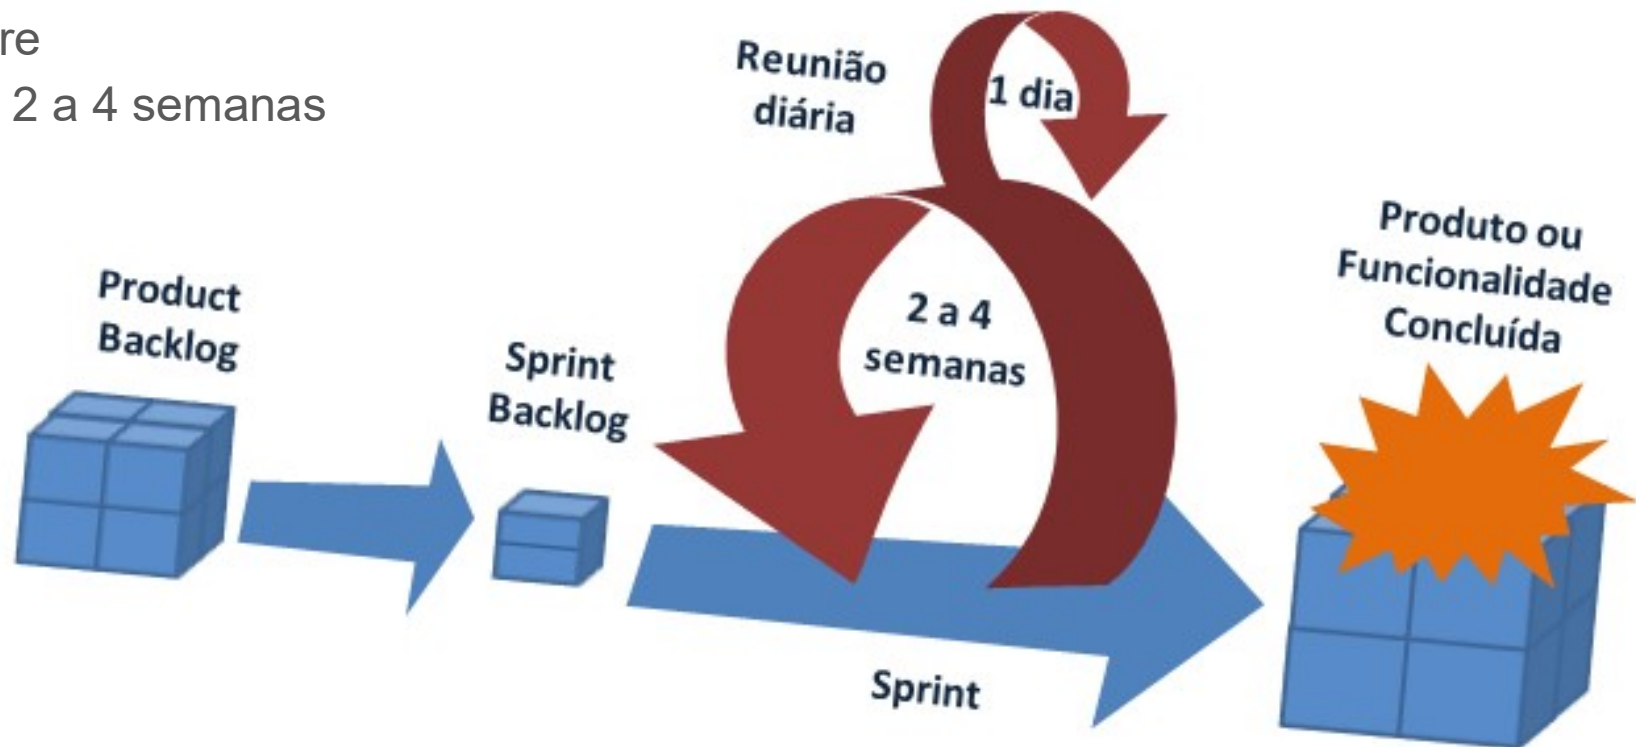 re
2 a 4 semanas
Reunião
diária
1 dia
Product
Backlog
Sprint
Backlog
2 a 4
semanas
Produto ou
Funcionalidade
Concluída
Sprint